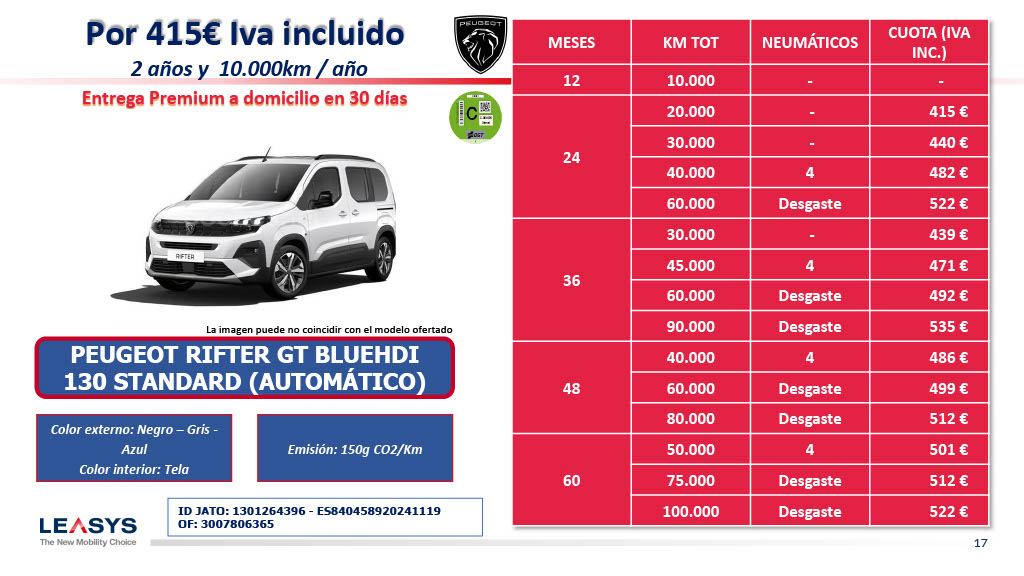 Por 415€ Iva incluido
2 años y 10.000km / año
Entrega Premium a domicilio en 30 días
PEUGEOT
C
DGT
RIFTER
La imagen puede no coincidir con el modelo ofertado
PEUGEOT RIFTER GT BLUEHDI
130 STANDARD (AUTOMÁTICO)
Color externo: Negro – Gris -
Azul
Color interior: Tela
Emisión: 150g CO2/Km
ID JATO: 1301264396 - ES840458920241119
OF: 3007806365
LEASYS
The New Mobility Choice
MESES KM TOT NEUMÁTICOS CUOTA (IVA
INC.)
12 10.000 - -
24
20.000 - 415 €
30.000 - 440 €
40.000 4 482 €
60.000 Desgaste 522 €
36
30.000 - 439 €
45.000 4 471 €
60.000 Desgaste 492 €
90.000 Desgaste 535 €
48
40.000 4 486 €
60.000 Desgaste 499 €
80.000 Desgaste 512 €
60
50.000 4 501 €
75.000 Desgaste 512 €
100.000 Desgaste 522 €
17